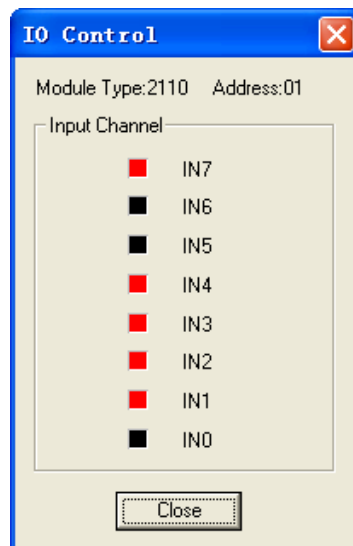 IO Control
Module Type:2110 Address:01
Input Channel
IN7
IN6
IN5
IN4
IN3
IN2
IN1
IN0
Close